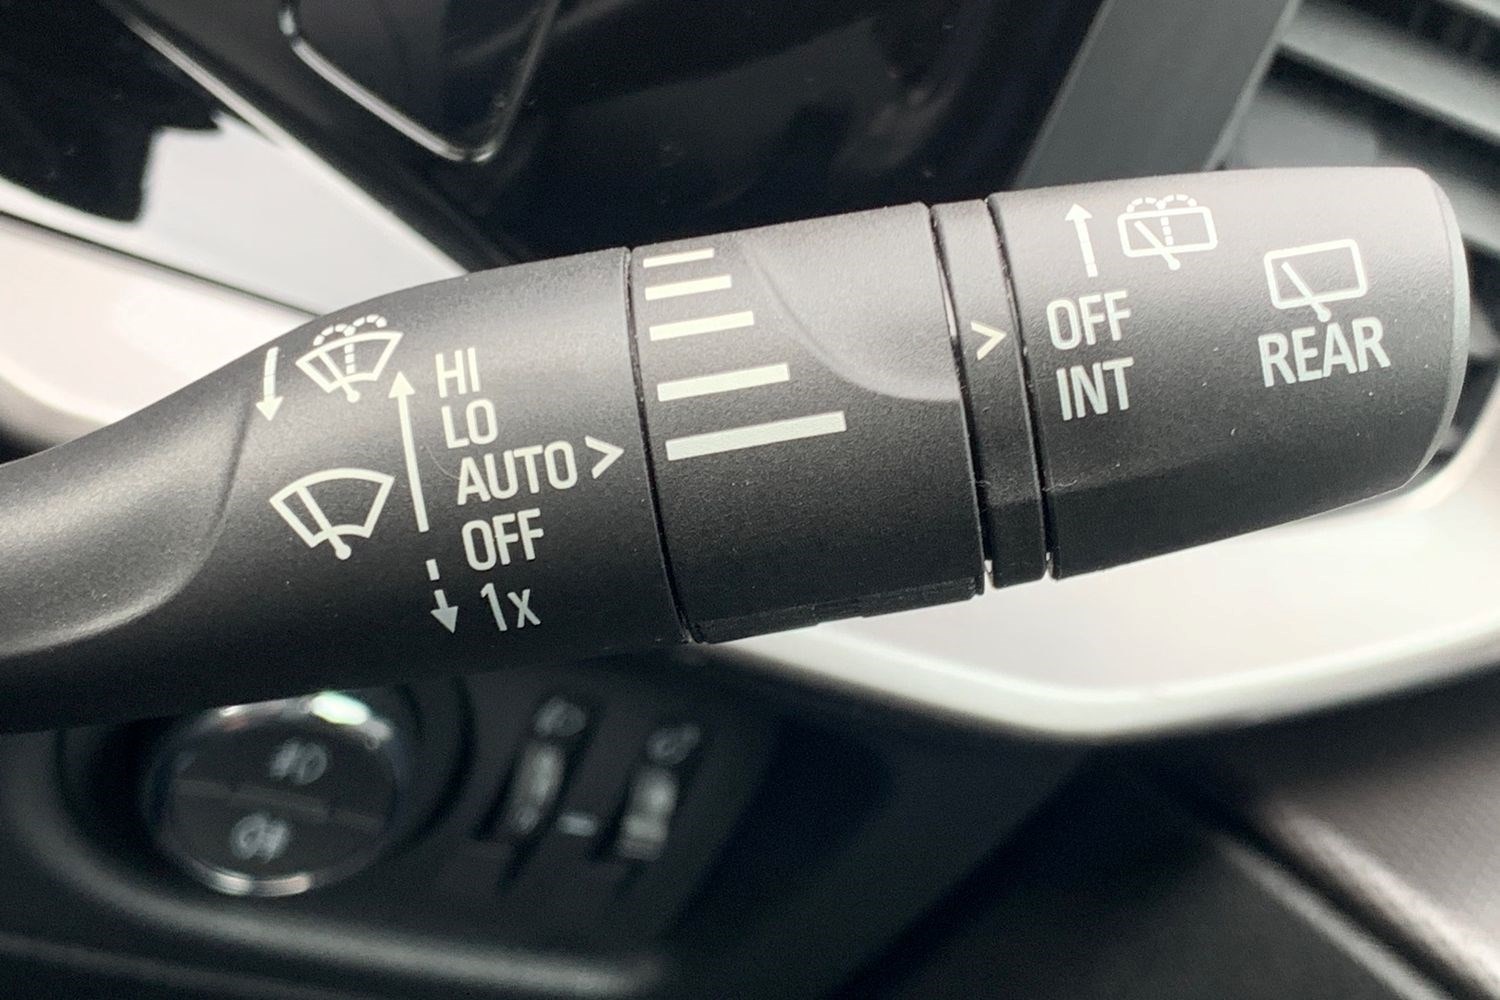 HI
LO
AUTO >
OFF
1x
>
OFF
INT
REAR